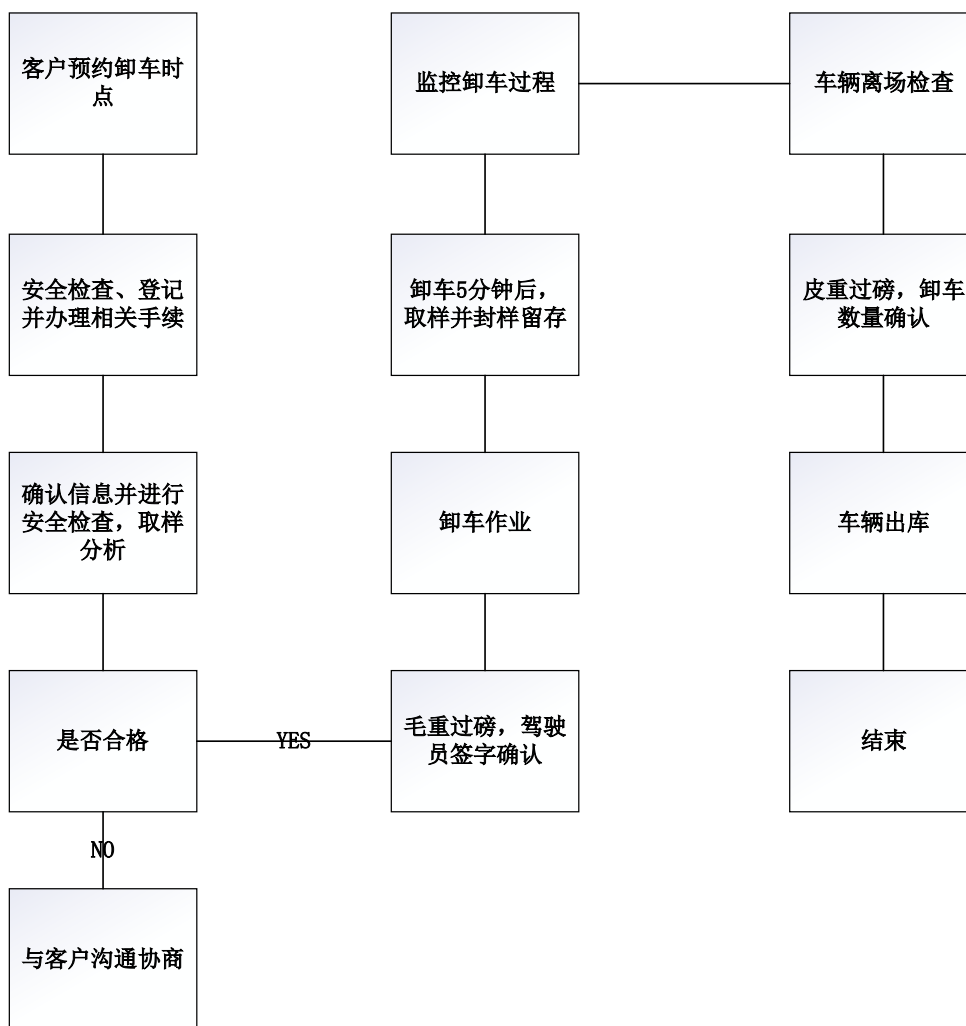 客户预约卸车时
点
安全检查、登记
并办理相关手续
确认信息并进行
安全检查，取样
分析
是否合格
NO
与客户沟通协商
YES
毛重过磅，驾驶
员签字确认
卸车作业
卸车5分钟后，
取样并封样留存
监控卸车过程
车辆离场检查
皮重过磅，卸车
数量确认
车辆出库
结束